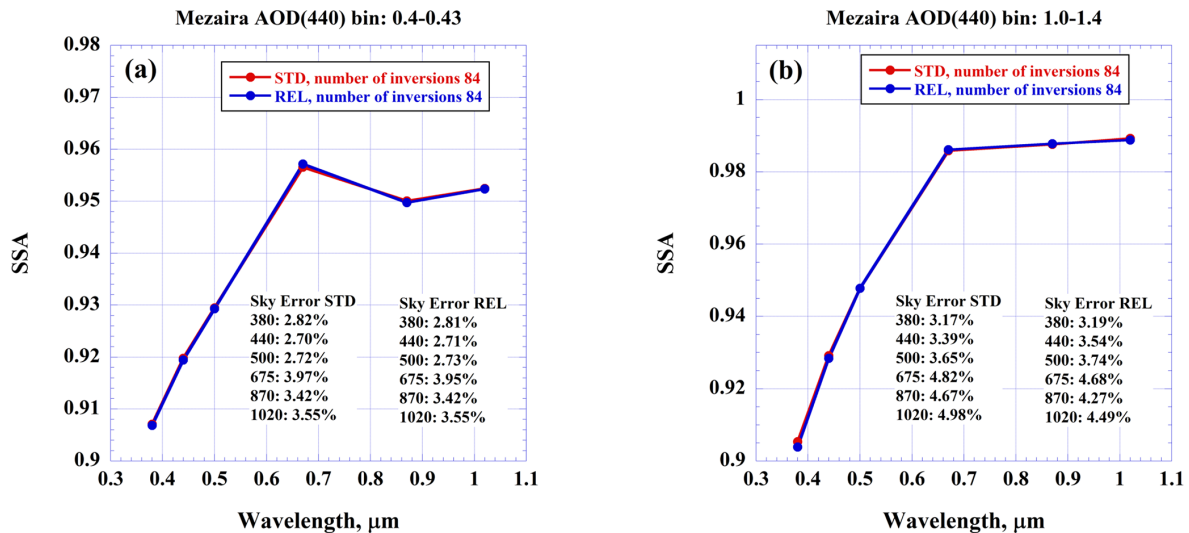 Mezaira AOD(440) bin: 0.4-0.43
(a)
STD, number of inversions 84
REL, number of inversions 84
0.98
0.97
0.96
0.95
0.94
0.93
0.92
0.91
0.9
SSA
Sky Error STD
380: 2.82%
440: 2.70%
500: 2.72%
675: 3.97%
870: 3.42%
1020: 3.55%
Sky Error REL
380: 2.81%
440: 2.71%
500: 2.73%
675: 3.95%
870: 3.42%
1020: 3.55%
0.3 0.4 0.5 0.6 0.7 0.8 0.9 1 1.1
Wavelength, μm
Mezaira AOD(440) bin: 1.0-1.4
(b)
STD, number of inversions 84
REL, number of inversions 84
1
0.98
0.96
0.94
0.92
0.9
SSA
Sky Error STD
380: 3.17%
440: 3.39%
500: 3.65%
675: 4.82%
870: 4.67%
1020: 4.98%
Sky Error REL
380: 3.19%
440: 3.54%
500: 3.74%
675: 4.68%
870: 4.27%
1020: 4.49%
0.3 0.4 0.5 0.6 0.7 0.8 0.9 1 1.1
Wavelength, μm